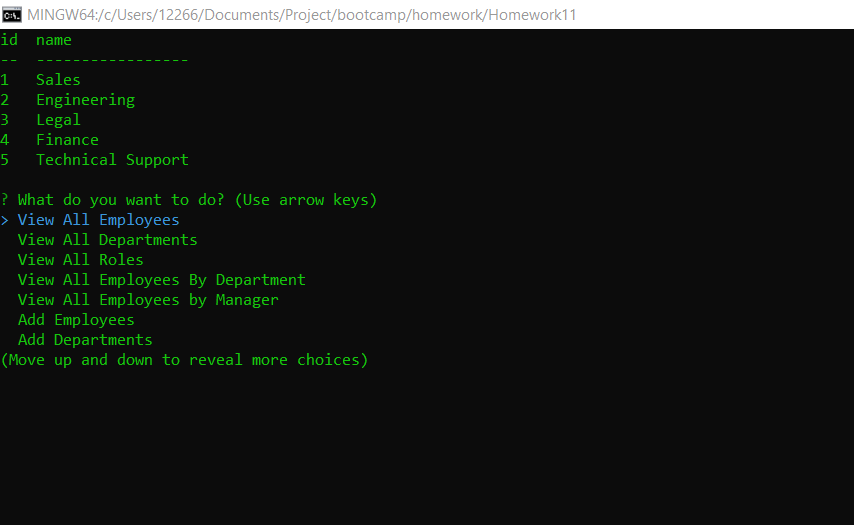 MINGW64:/c/Users/12266/Documents/Project/bootcamp/homework/Homework11
id  name
--  -----------------
1   Sales
2   Engineering
3   Legal
4   Finance
5   Technical Support
? What do you want to do? (Use arrow keys)
> View All Employees
  View All Departments
  View All Roles
  View All Employees By Department
  View All Employees by Manager
  Add Employees
  Add Departments
(Move up and down to reveal more choices)